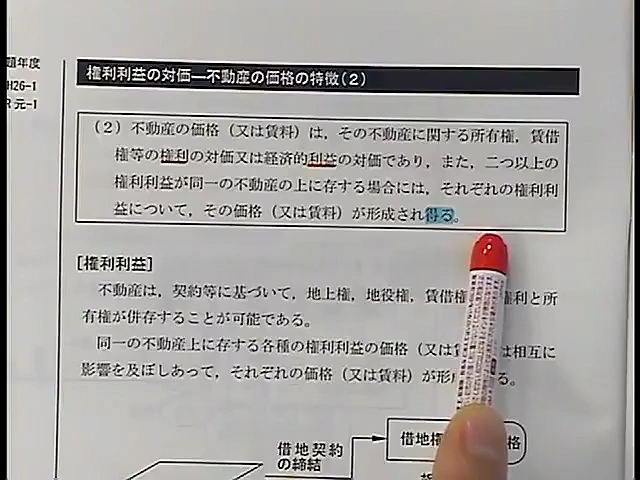 題年度
H26-1
R元-1
権利利益の対価―不動産の価格の特徴(2)
(2) 不動産の価格(又は賃料)は,その不動産に関する所有権,賃借
権等の権利の対価又は経済的利益の対価であり,また,二つ以上の
権利利益が同一の不動産の上に存する場合には,それぞれの権利利
益について,その価格(又は賃料)が形成され得る。
[権利利益]
不動産は,契約等に基づいて,地上権,地役権,賃借権 権利と所
有権が併存することが可能である。
同一の不動産上に存する各種の権利利益の価格(又は は相互に
影響を及ぼしあって,それぞれの価格(又は賃料)が形 る。
借地契約
の締結
借地権 格